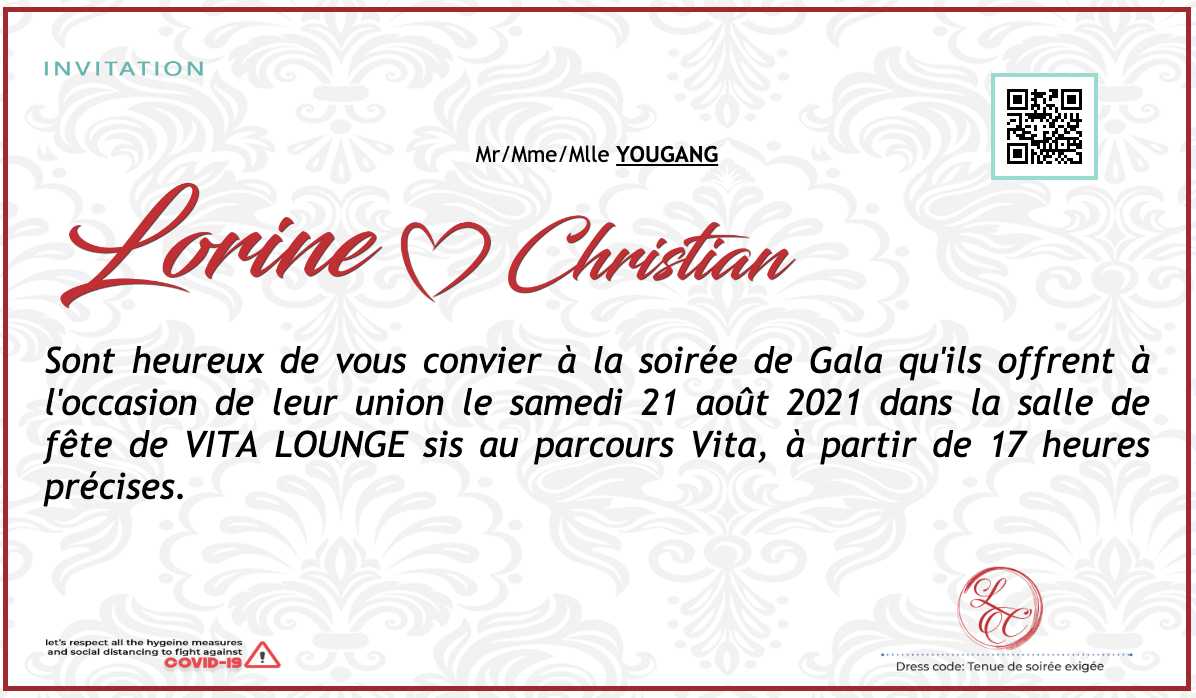 INVITATION
Mr/Mme/Mlle YOUGANG
Lorine Christian
Sont heureux de vous convier à la soirée de Gala qu'ils offrent à
l'occasion de leur union le samedi 21 août 2021 dans la salle de
fête de VITA LOUNGE sis au parcours Vita, à partir de 17 heures
précises.
LC
let's respect all the hygeine measures
and social distancing to fight against
COVID-19
Dress code: Tenue de soirée exigée